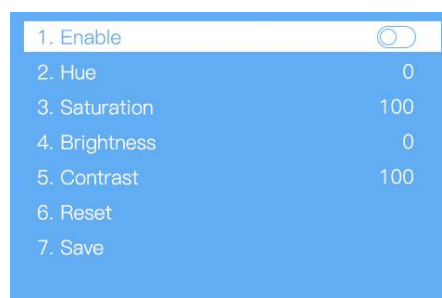 1. Enable
2. Hue 0
3. Saturation 100
4. Brightness 0
5. Contrast 100
6. Reset
7. Save